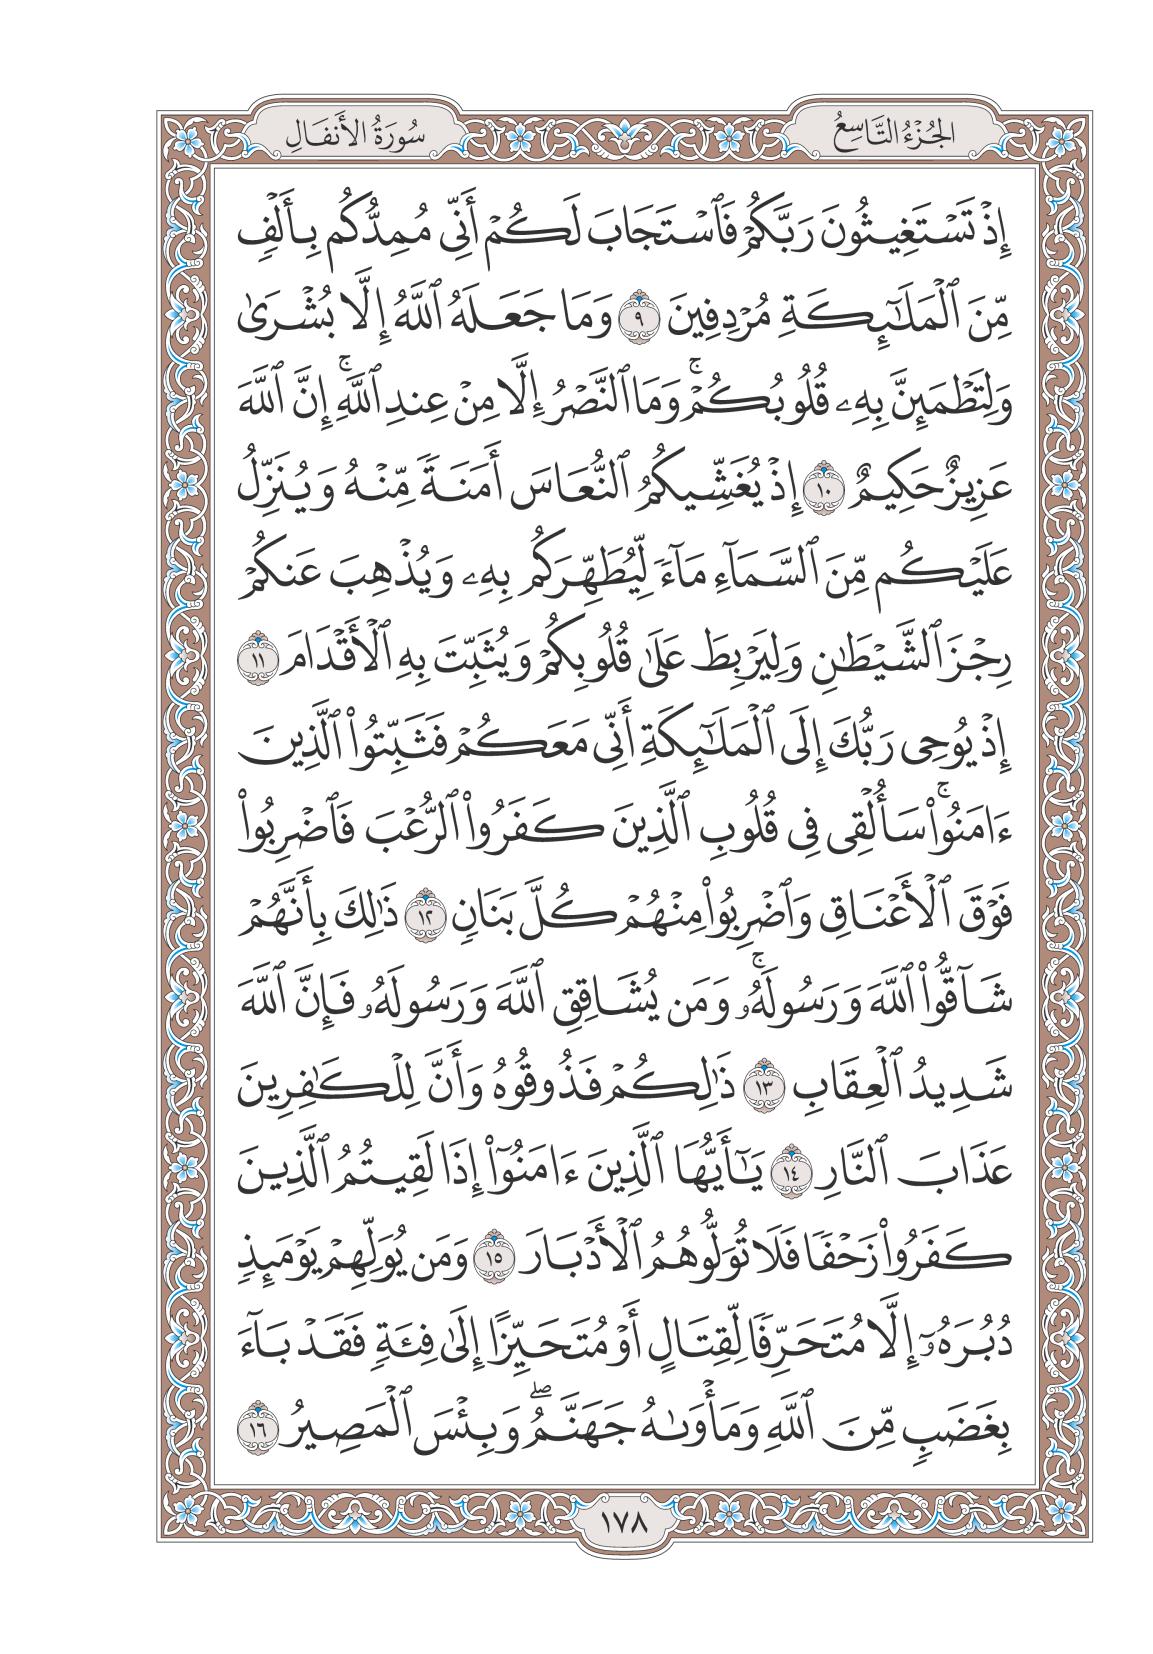 الجُزْءُ التَّاسِعُ
سُورَةُ الأَنفَالِ
إِذْ تَسْتَغِيثُونَ رَبَّكُمْ فَٱسْتَجَابَ لَكُمْ أَنِّى مُمِدُّكُم بِأَلْفٍ
مِّنَ ٱلْمَلَـٰٓئِكَةِ مُرْدِفِينَ ٩ وَمَا جَعَلَهُ ٱللَّهُ إِلَّا بُشْرَىٰ
وَلِتَطْمَئِنَّ بِهِۦ قُلُوبُكُمْ ۚ وَمَا ٱلنَّصْرُ إِلَّا مِنْ عِندِ ٱللَّهِ ۚ إِنَّ ٱللَّهَ
عَزِيزٌ حَكِيمٌ ١٠ إِذْ يُغَشِّيكُمُ ٱلنُّعَاسَ أَمَنَةً مِّنْهُ وَيُنَزِّلُ
عَلَيْكُم مِّنَ ٱلسَّمَآءِ مَآءً لِّيُطَهِّرَكُم بِهِۦ وَيُذْهِبَ عَنكُمْ
رِجْزَ ٱلشَّيْطَـٰنِ وَلِيَرْبِطَ عَلَىٰ قُلُوبِكُمْ وَيُثَبِّتَ بِهِ ٱلْأَقْدَامَ ١١
إِذْ يُوحِى رَبُّكَ إِلَى ٱلْمَلَـٰٓئِكَةِ أَنِّى مَعَكُمْ فَثَبِّتُوا۟ ٱلَّذِينَ
ءَامَنُوا۟ ۚ سَأُلْقِى فِى قُلُوبِ ٱلَّذِينَ كَفَرُوا۟ ٱلرُّعْبَ فَٱضْرِبُوا۟
فَوْقَ ٱلْأَعْنَاقِ وَٱضْرِبُوا۟ مِنْهُمْ كُلَّ بَنَانٍ ١٢ ذَٰلِكَ بِأَنَّهُمْ
شَآقُّوا۟ ٱللَّهَ وَرَسُولَهُۥ ۚ وَمَن يُشَاقِقِ ٱللَّهَ وَرَسُولَهُۥ فَإِنَّ ٱللَّهَ
شَدِيدُ ٱلْعِقَابِ ١٣ ذَٰلِكُمْ فَذُوقُوهُ وَأَنَّ لِلْكَـٰفِرِينَ
عَذَابَ ٱلنَّارِ ١٤ يَـٰٓأَيُّهَا ٱلَّذِينَ ءَامَنُوٓا۟ إِذَا لَقِيتُمُ ٱلَّذِينَ
كَفَرُوا۟ زَحْفًا فَلَا تُوَلُّوهُمُ ٱلْأَدْبَارَ ١٥ وَمَن يُوَلِّهِمْ يَوْمَئِذٍ
دُبُرَهُۥٓ إِلَّا مُتَحَرِّفًا لِّقِتَالٍ أَوْ مُتَحَيِّزًا إِلَىٰ فِئَةٍ فَقَدْ بَآءَ
بِغَضَبٍ مِّنَ ٱللَّهِ وَمَأْوَىٰهُ جَهَنَّمُ ۖ وَبِئْسَ ٱلْمَصِيرُ ١٦
١٧٨